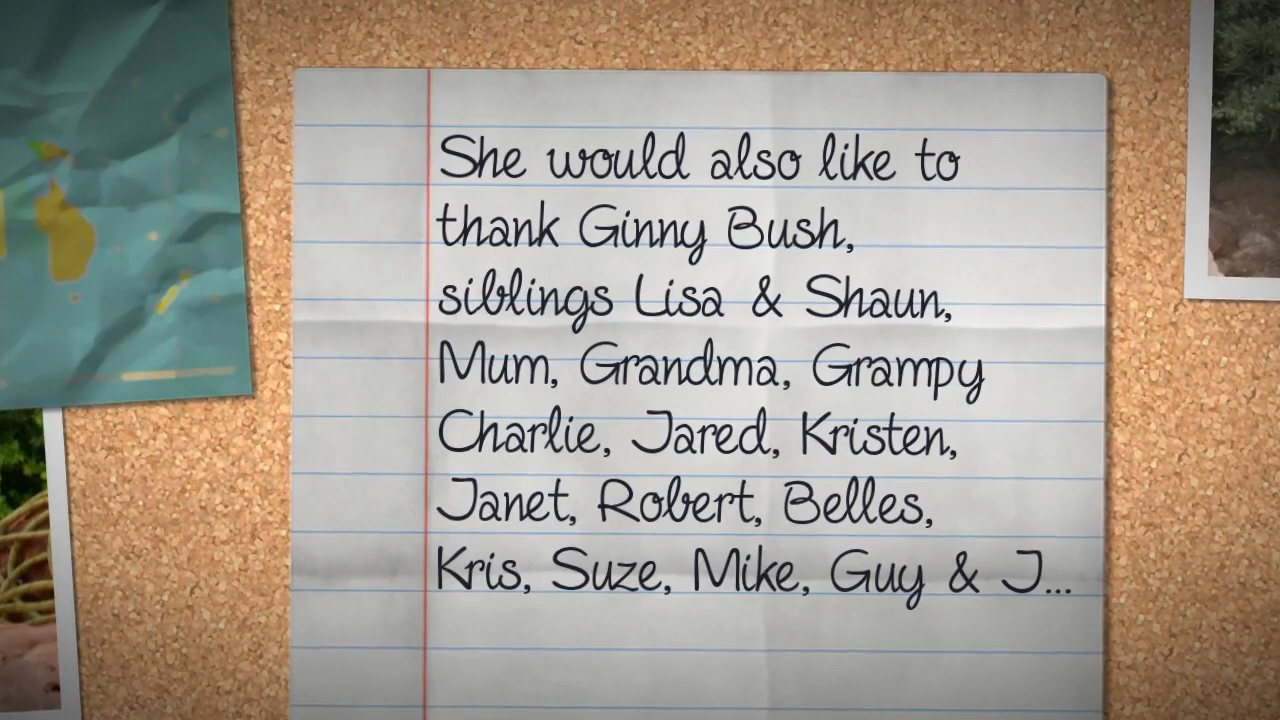 She would also like to
thank Ginny Bush,
siblings Lisa & Shaun,
Mum, Grandma, Grampy
Charlie, Jared, Kristen,
Janet, Robert, Belles,
Kris, Suze, Mike, Guy & J...